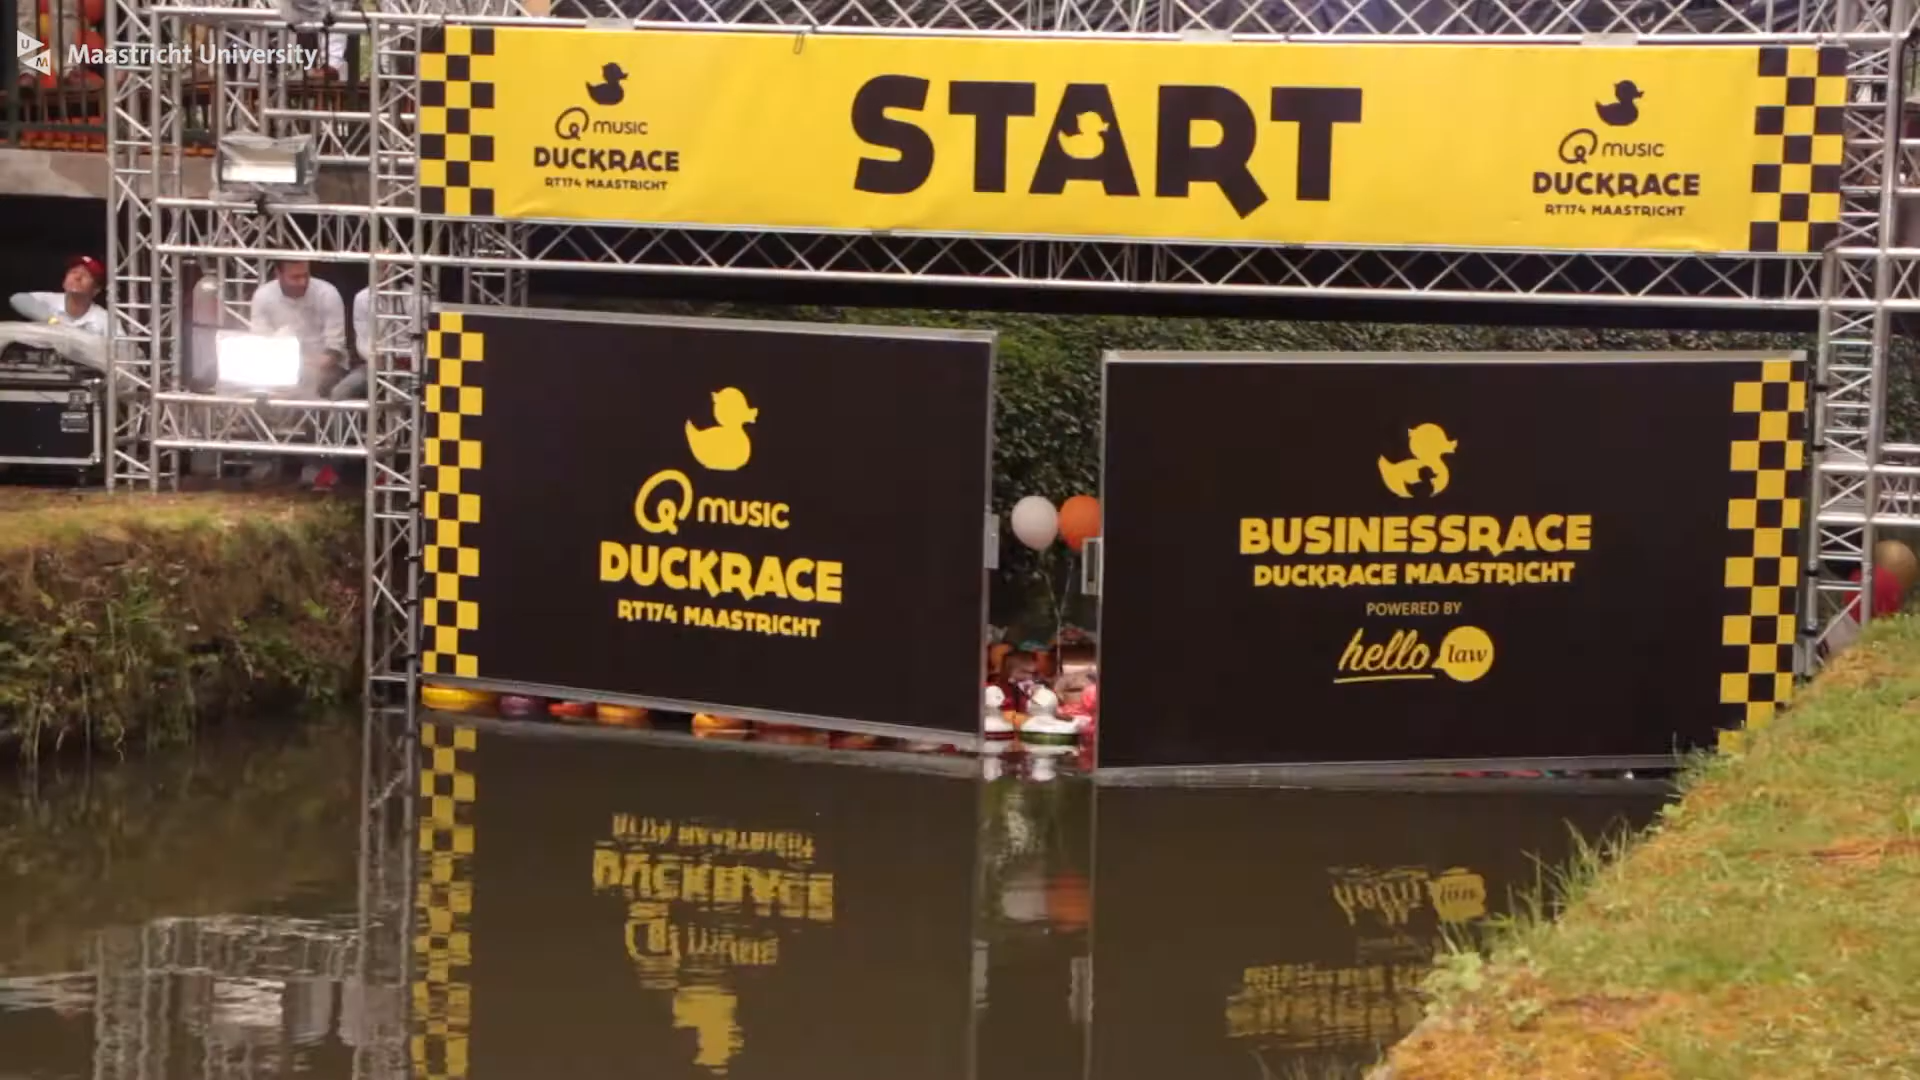 UM Maastricht University
START
Q music
DUCKRACE
RT174 MAASTRICHT
Q music
DUCKRACE
RT174 MAASTRICHT
Q music
DUCKRACE
RT174 MAASTRICHT
BUSINESSRACE
DUCKRACE MAASTRICHT
POWERED BY
hello law